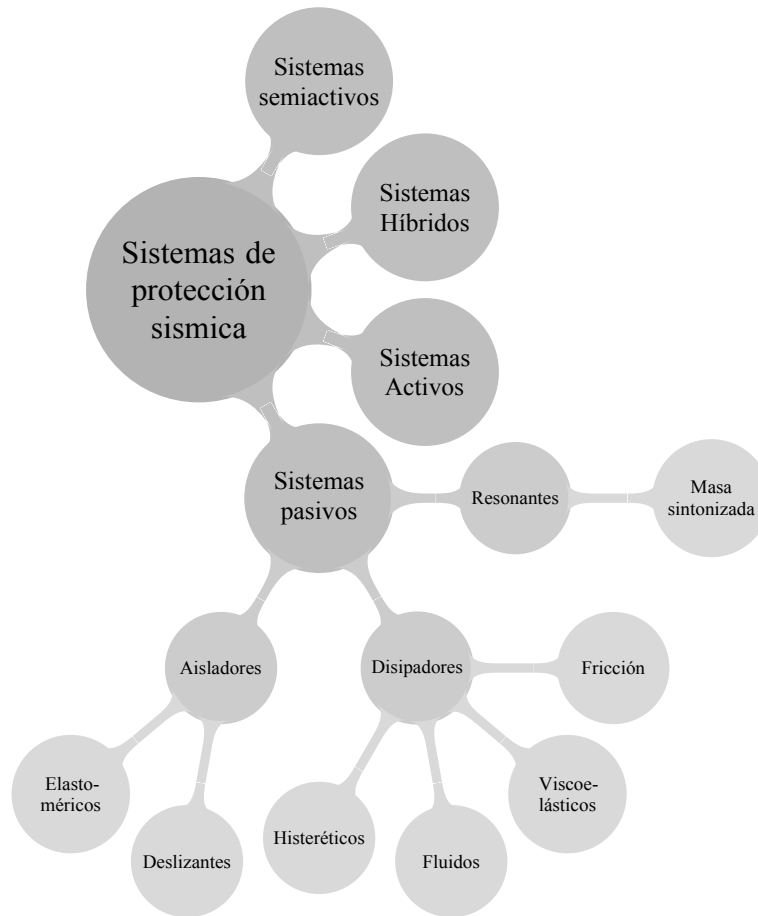 Sistemas
semiactivos
Sistemas
Híbridos
Sistemas de
protección
sismica
Sistemas
Activos
Sistemas
pasivos
Resonantes
Masa
sintonizada
Aisladores
Disipadores
Fricción
Elasto-
méricos
Deslizantes
Histeréticos
Fluidos
Viscoe-
lásticos